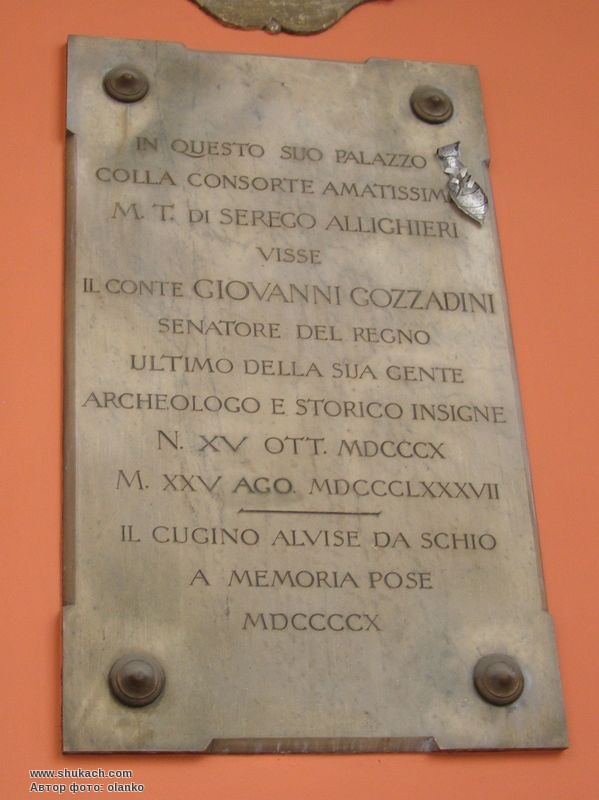 IN QUESTO SUO PALAZZO
COLLA CONSORTE AMATISSIM
M. T. DI SEREGO ALLIGHIERI
VISSE
IL CONTE GIOVANNI GOZZADINI
SENATORE DEL REGNO
ULTIMO DELLA SUA GENTE
ARCHEOLOGO E STORICO INSIGNE
N. XV OTT. MDCCCX
M. XXV AGO. MDCCCLXXXVII
IL CUGINO ALVISE DA SCHIO
A MEMORIA POSE
MDCCCCX
www.shukach.com
Автор фото: olanko